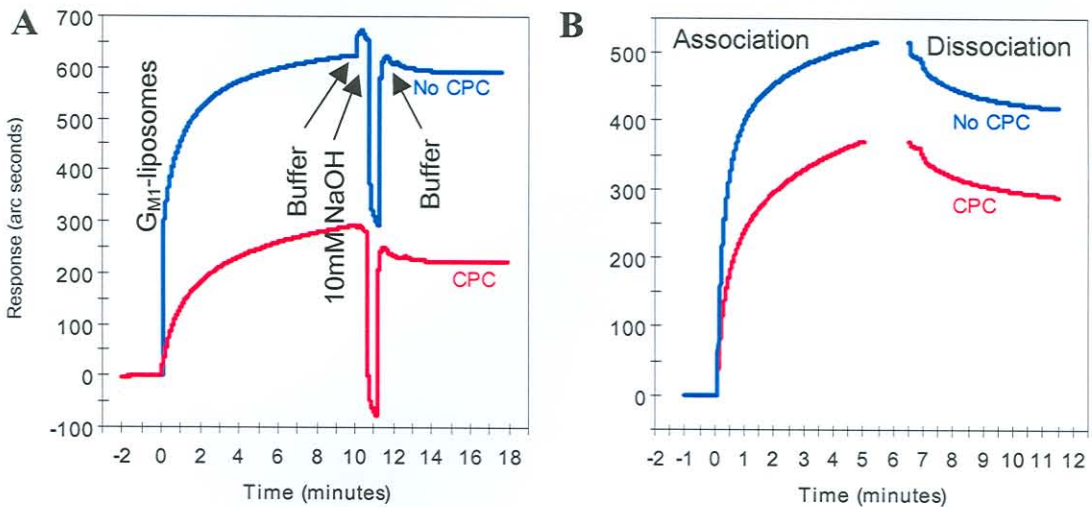 A
Response (arc seconds)
700
600
500
400
300
200
100
0
-100
GM1-liposomes
Buffer
10mM NaOH
Buffer
No CPC
CPC
-2 0 2 4 6 8 10 12 14 16 18
Time (minutes)
B
500
400
300
200
100
0
Association
Dissociation
No CPC
CPC
-2 -1 0 1 2 3 4 5 6 7 8 9 10 11 12
Time (minutes)